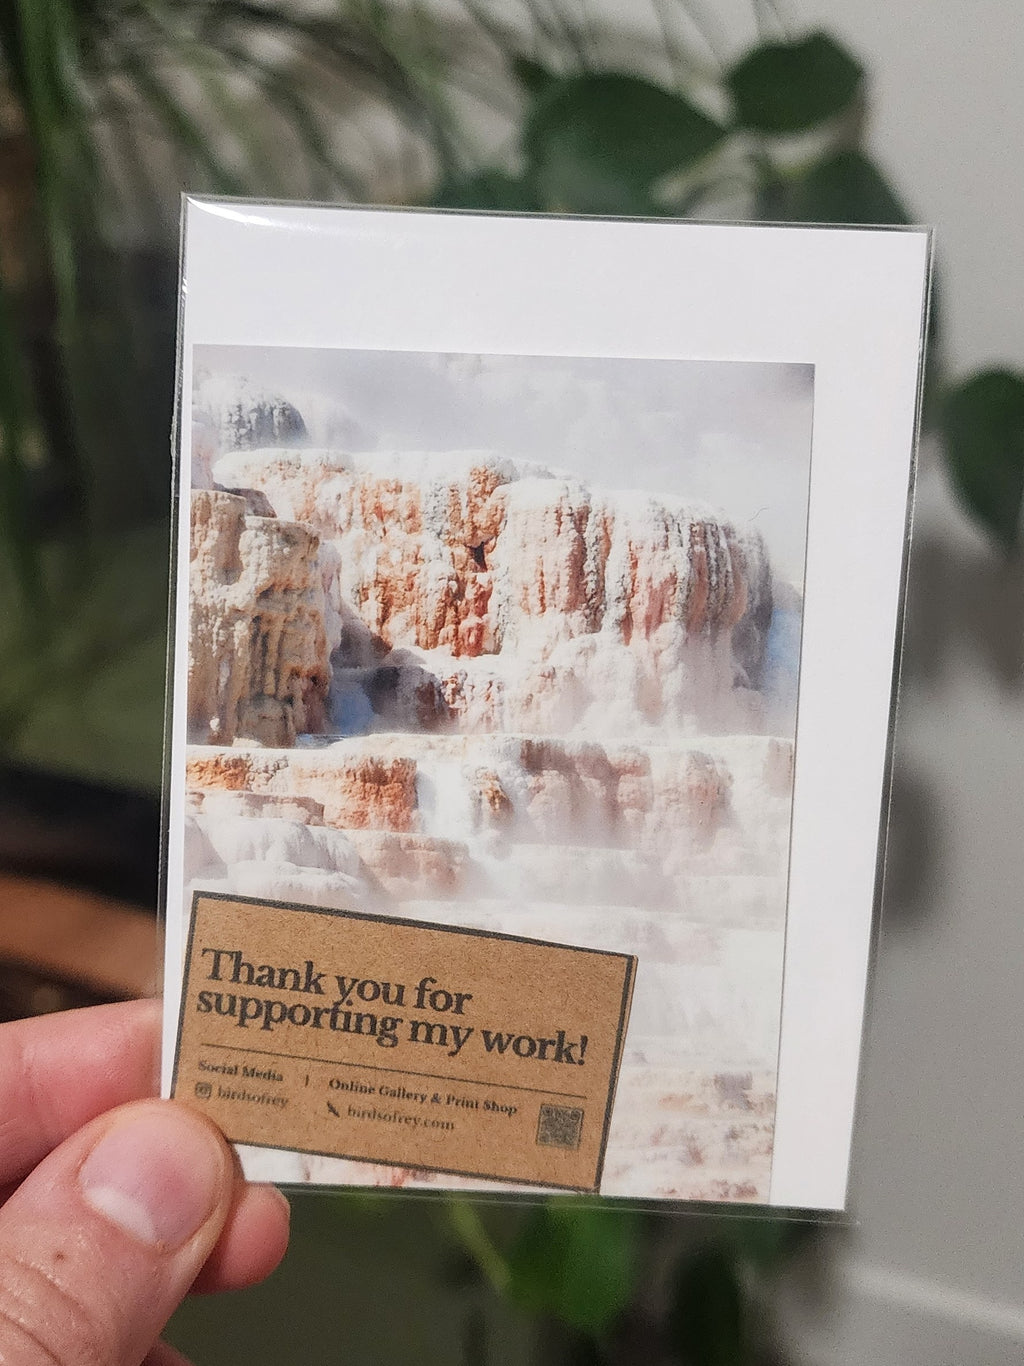 Thank you for
supporting my work!
Social Media | Online Gallery & Print Shop
birdsofrey birdsofrey.com